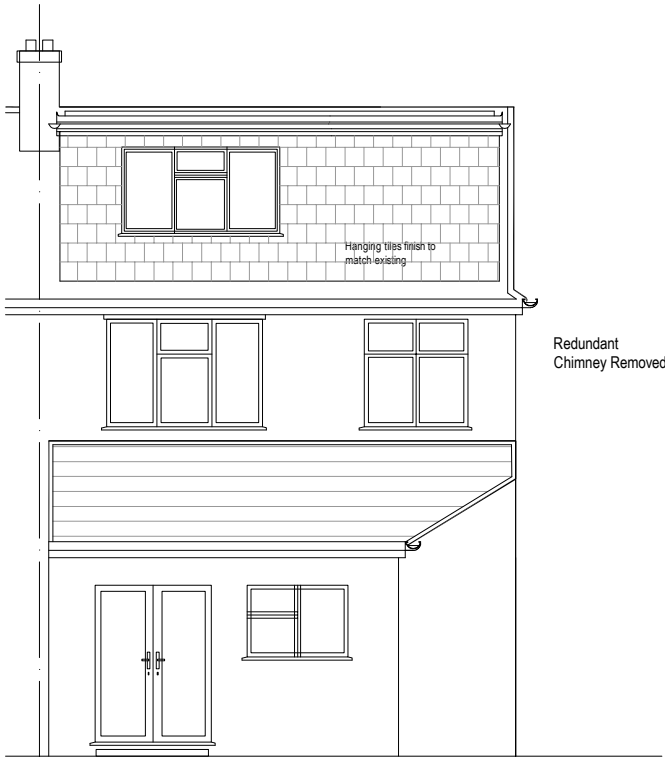 Hanging tiles finish to
match existing
Redundant
Chimney Removed